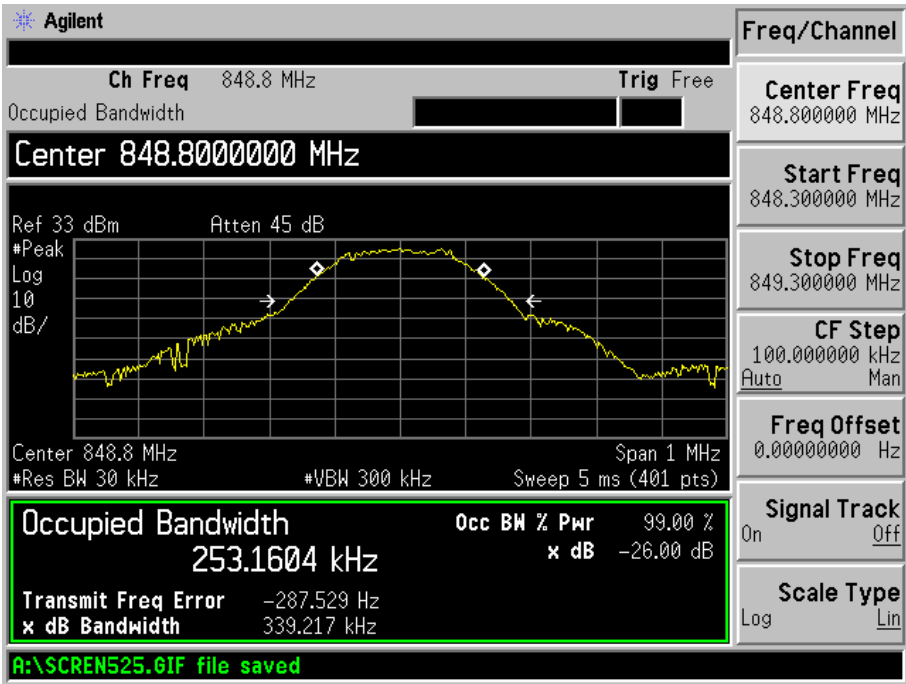 Agilent
Ch Freq 848.8 MHz Trig Free
Occupied Bandwidth
Center 848.8000000 MHz
Ref 33 dBm Atten 45 dB
#Peak
Log
10
dB/
Center 848.8 MHz Span 1 MHz
#Res BW 30 kHz #VBW 300 kHz Sweep 5 ms (401 pts)
Occupied Bandwidth
253.1604 kHz
Occ BW % Pwr 99.00 %
x dB -26.00 dB
Transmit Freq Error -287.529 Hz
x dB Bandwidth 339.217 kHz
A:\SCREN525.GIF file saved
Freq/Channel
Center Freq
848.800000 MHz
Start Freq
848.300000 MHz
Stop Freq
849.300000 MHz
CF Step
100.000000 kHz
Auto Man
Freq Offset
0.00000000 Hz
Signal Track
On Off
Scale Type
Log Lin